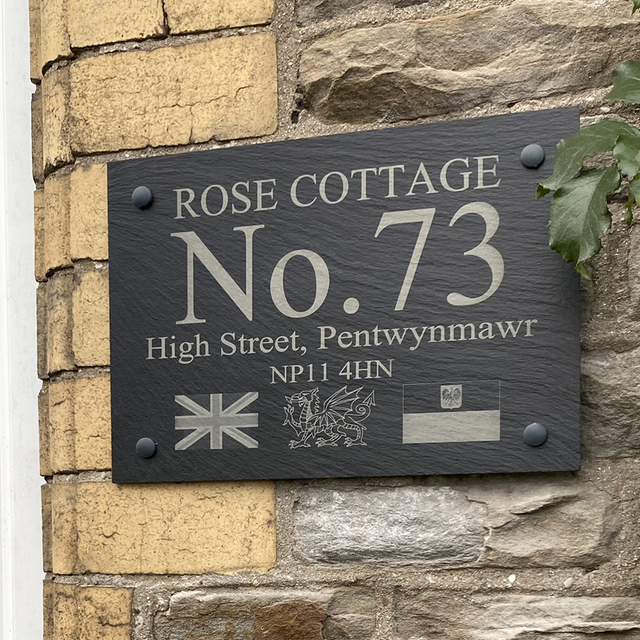 ROSE COTTAGE
No. 73
High Street, Pentwynmawr
NP11 4HN